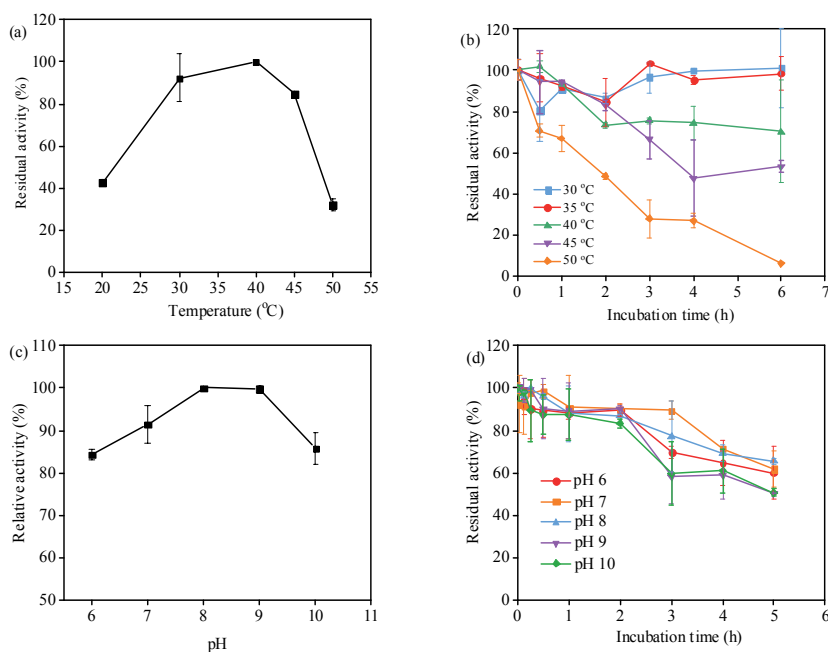 (a)
Residual activity (%)
120
100
80
60
40
20
0
15 20 25 30 35 40 45 50 55
Temperature (°C)
(b)
Residual activity (%)
120
100
80
60
40
20
0
30 °C
35 °C
40 °C
45 °C
50 °C
0 1 2 3 4 5 6 7
Incubation time (h)
(c)
Relative activity (%)
110
100
90
80
70
60
50
6 7 8 9 10 11
pH
(d)
Residual activity (%)
120
100
80
60
40
20
0
pH 6
pH 7
pH 8
pH 9
pH 10
0 1 2 3 4 5 6
Incubation time (h)